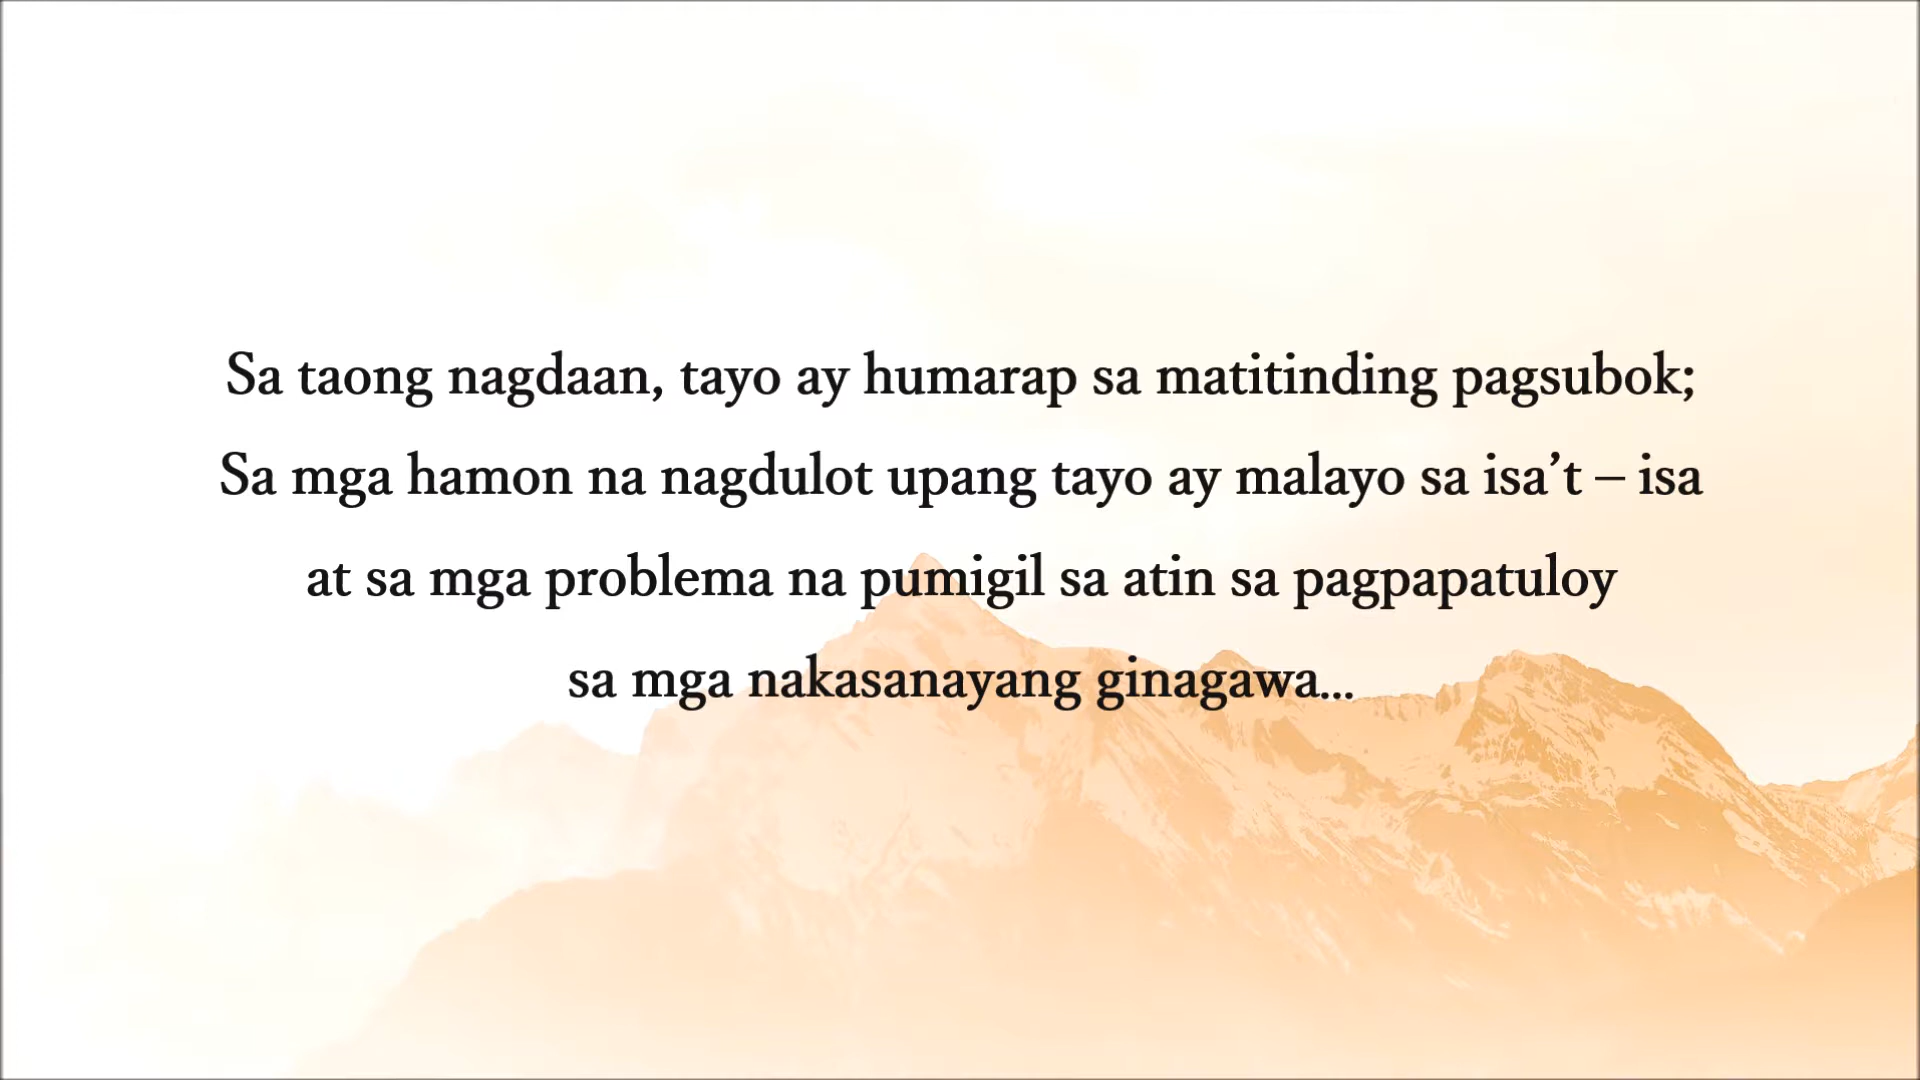 Sa taong nagdaan, tayo ay humarap sa matitinding pagsubok;
Sa mga hamon na nagdulot upang tayo ay malayo sa isa’t – isa
at sa mga problema na pumigil sa atin sa pagpapatuloy
sa mga nakasanayang ginagawa...